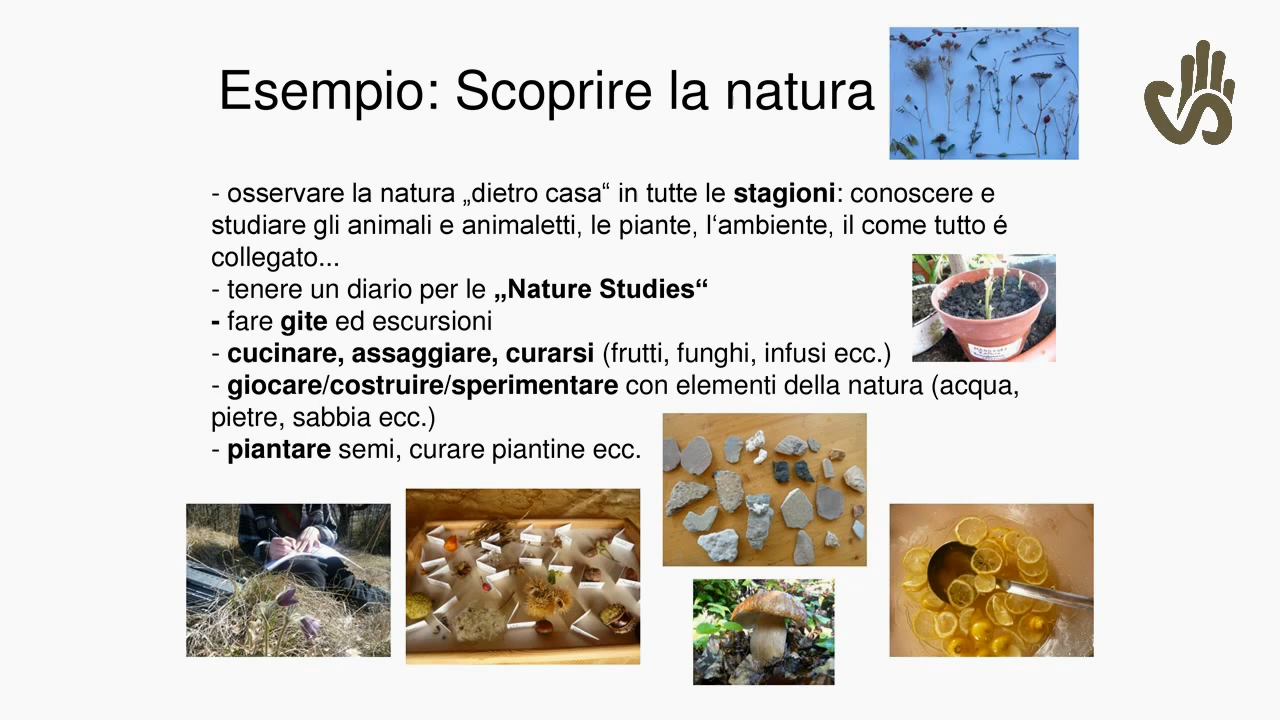 Esempio: Scoprire la natura
- osservare la natura „dietro casa“ in tutte le stagioni: conoscere e
studiare gli animali e animaletti, le piante, l‘ambiente, il come tutto é
collegato...
- tenere un diario per le „Nature Studies“
- fare gite ed escursioni
- cucinare, assaggiare, curarsi (frutti, funghi, infusi ecc.)
- giocare/costruire/sperimentare con elementi della natura (acqua,
pietre, sabbia ecc.)
- piantare semi, curare piantine ecc.